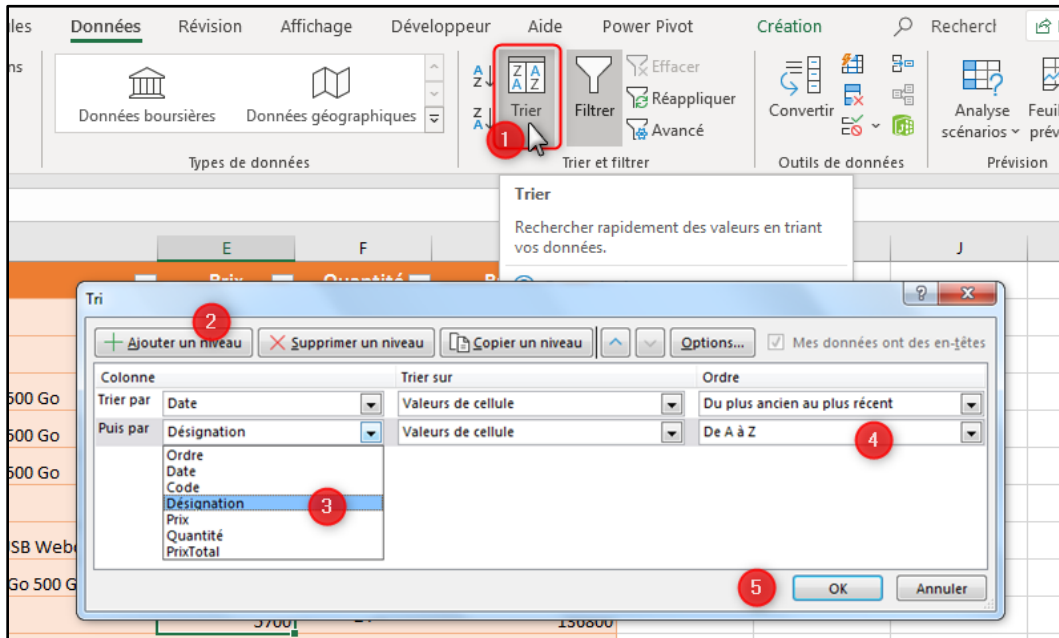 les Données Révision Affichage Développeur Aide Power Pivot Création Recherch
ns
Effacer
Réappliquer
Avancé
Données boursières Données géographiques Trier Filtrer Convertir Analyse scénarios Feuil prév
Types de données Trier et filtrer Outils de données Prévision
1
Trier
Rechercher rapidement des valeurs en triant
vos données.
E F J
Prix Quantité
Tri
2
Ajouter un niveau Supprimer un niveau Copier un niveau Options... Mes données ont des en-têtes
Colonne Trier sur Ordre
500 Go
Trier par Date Valeurs de cellule Du plus ancien au plus récent
500 Go
Puis par Désignation Valeurs de cellule De A à Z
4
Ordre
Date
500 Go
Code
Désignation
3
Prix
Quantité
PrixTotal
SB Web
Go 500 G
5
OK Annuler
5700 136800